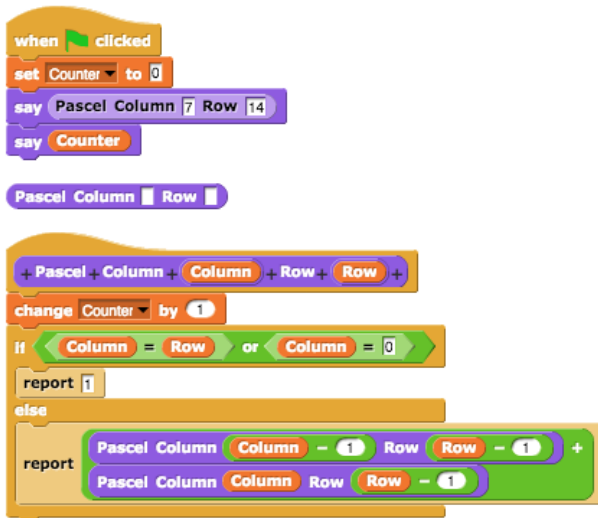 when clicked
set Counter to 0
say Pascel Column 7 Row 14
say Counter
Pascel Column Row
+ Pascel + Column + Column + Row + Row +
change Counter by 1
if Column = Row or Column = 0
report 1
else
Pascel Column Column - 1 Row Row - 1 +
report
Pascel Column Column Row Row - 1